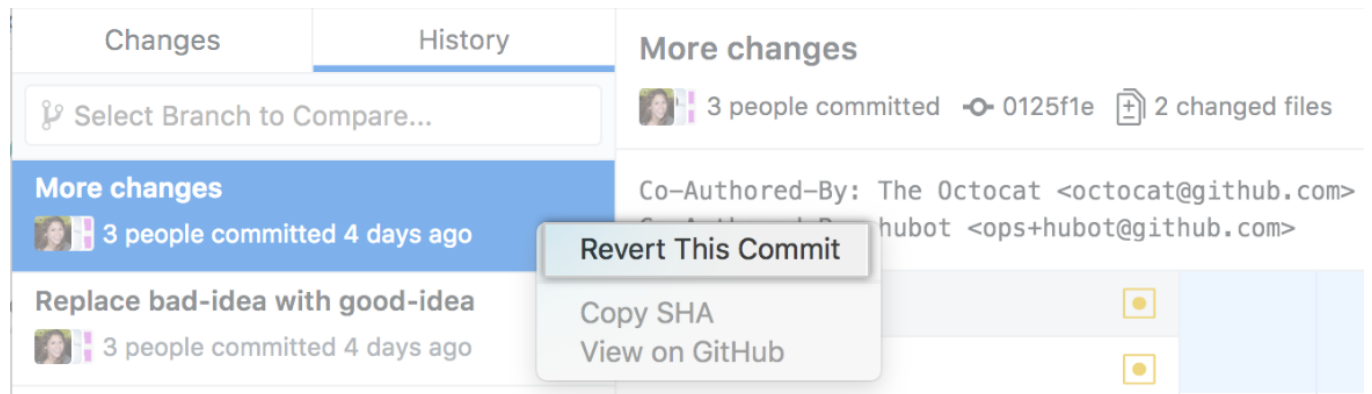 Changes
History
Select Branch to Compare...
More changes
3 people committed 4 days ago
Replace bad-idea with good-idea
3 people committed 4 days ago
More changes
3 people committed 0125f1e 2 changed files
Co-Authored-By: The Octocat <octocat@github.com>
hubot <ops+hubot@github.com>
Revert This Commit
Copy SHA
View on GitHub